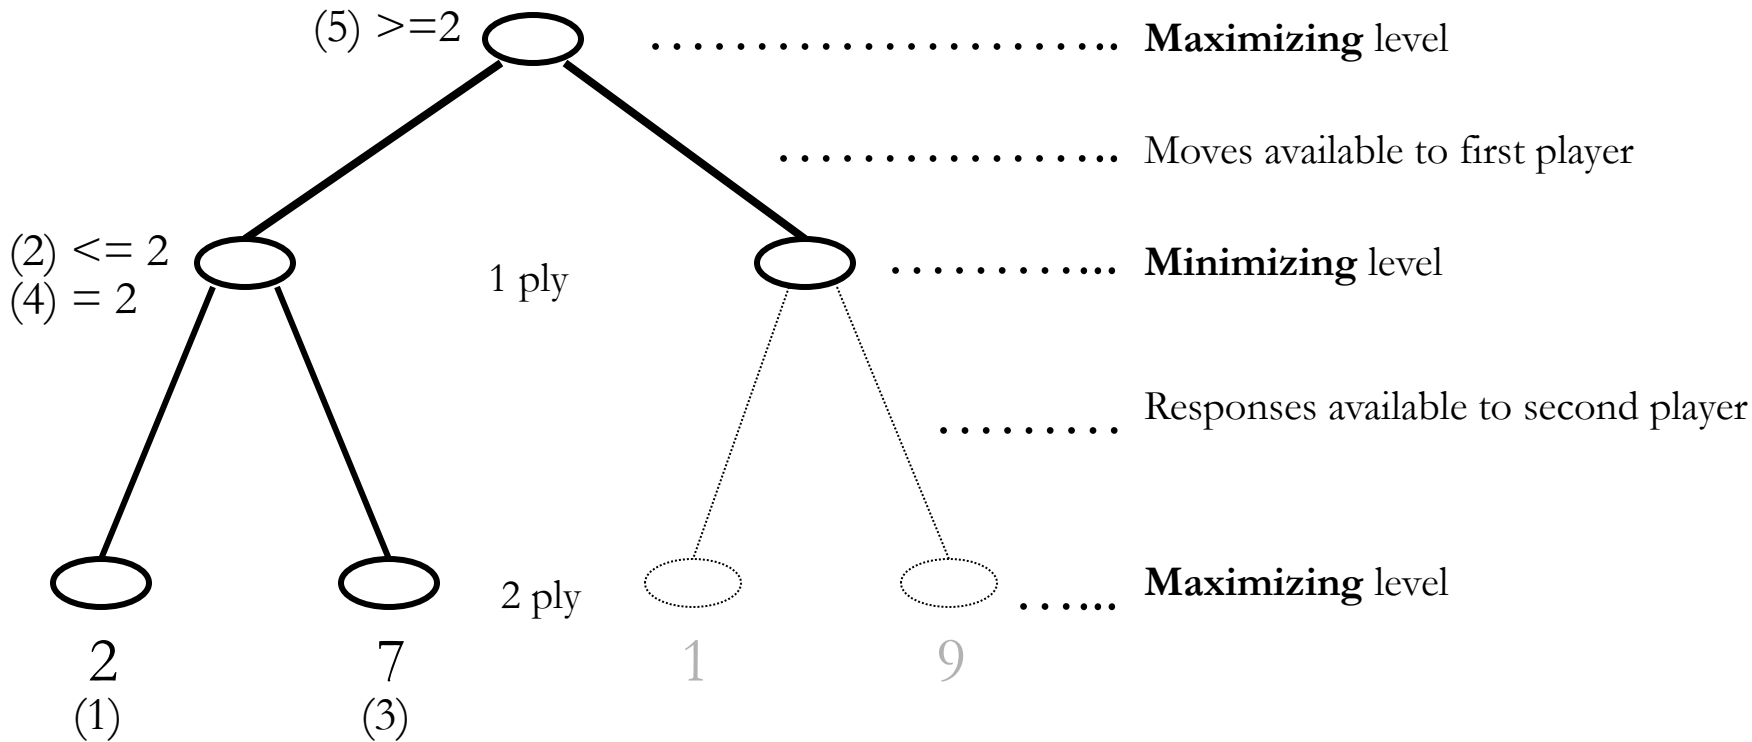 (5) >=2
Maximizing level
Moves available to first player
(2) <= 2
(4) = 2
1 ply
Minimizing level
Responses available to second player
2 ply
Maximizing level
2 7 1 9
(1) (3)